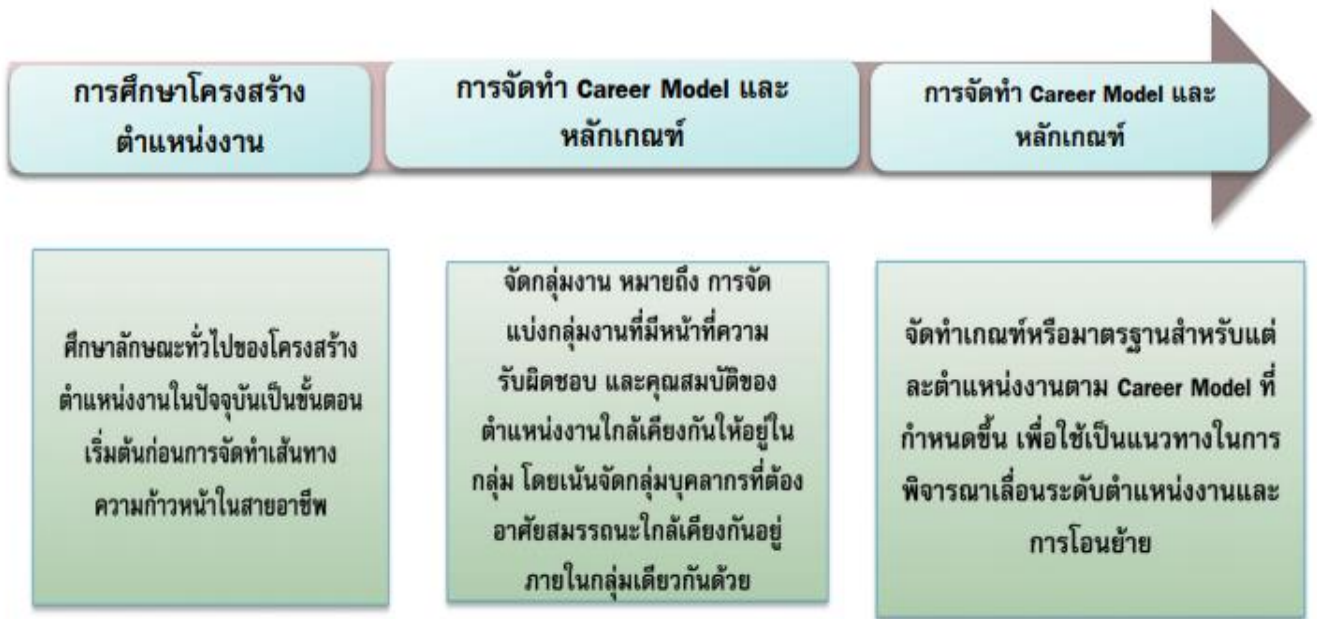 การศึกษาโครงสร้าง
ตำแหน่งงาน
การจัดทำ Career Model และ
หลักเกณฑ์
การจัดทำ Career Model และ
หลักเกณฑ์
ศึกษาลักษณะทั่วไปของโครงสร้าง
ตำแหน่งงานในปัจจุบันเป็นขั้นตอน
เริ่มต้นก่อนการจัดทำเส้นทาง
ความก้าวหน้าในสายอาชีพ
จัดกลุ่มงาน หมายถึง การจัด
แบ่งกลุ่มงานที่มีหน้าที่ความ
รับผิดชอบ และคุณสมบัติของ
ตำแหน่งงานใกล้เคียงกันให้อยู่ใน
กลุ่ม โดยเน้นจัดกลุ่มบุคลากรที่ต้อง
อาศัยสมรรถนะใกล้เคียงกันอยู่
ภายในกลุ่มเดียวกันด้วย
จัดทำเกณฑ์หรือมาตรฐานสำหรับแต่
ละตำแหน่งงานตาม Career Model ที่
กำหนดขึ้น เพื่อใช้เป็นแนวทางในการ
พิจารณาเลื่อนระดับตำแหน่งงานและ
การโอนย้าย